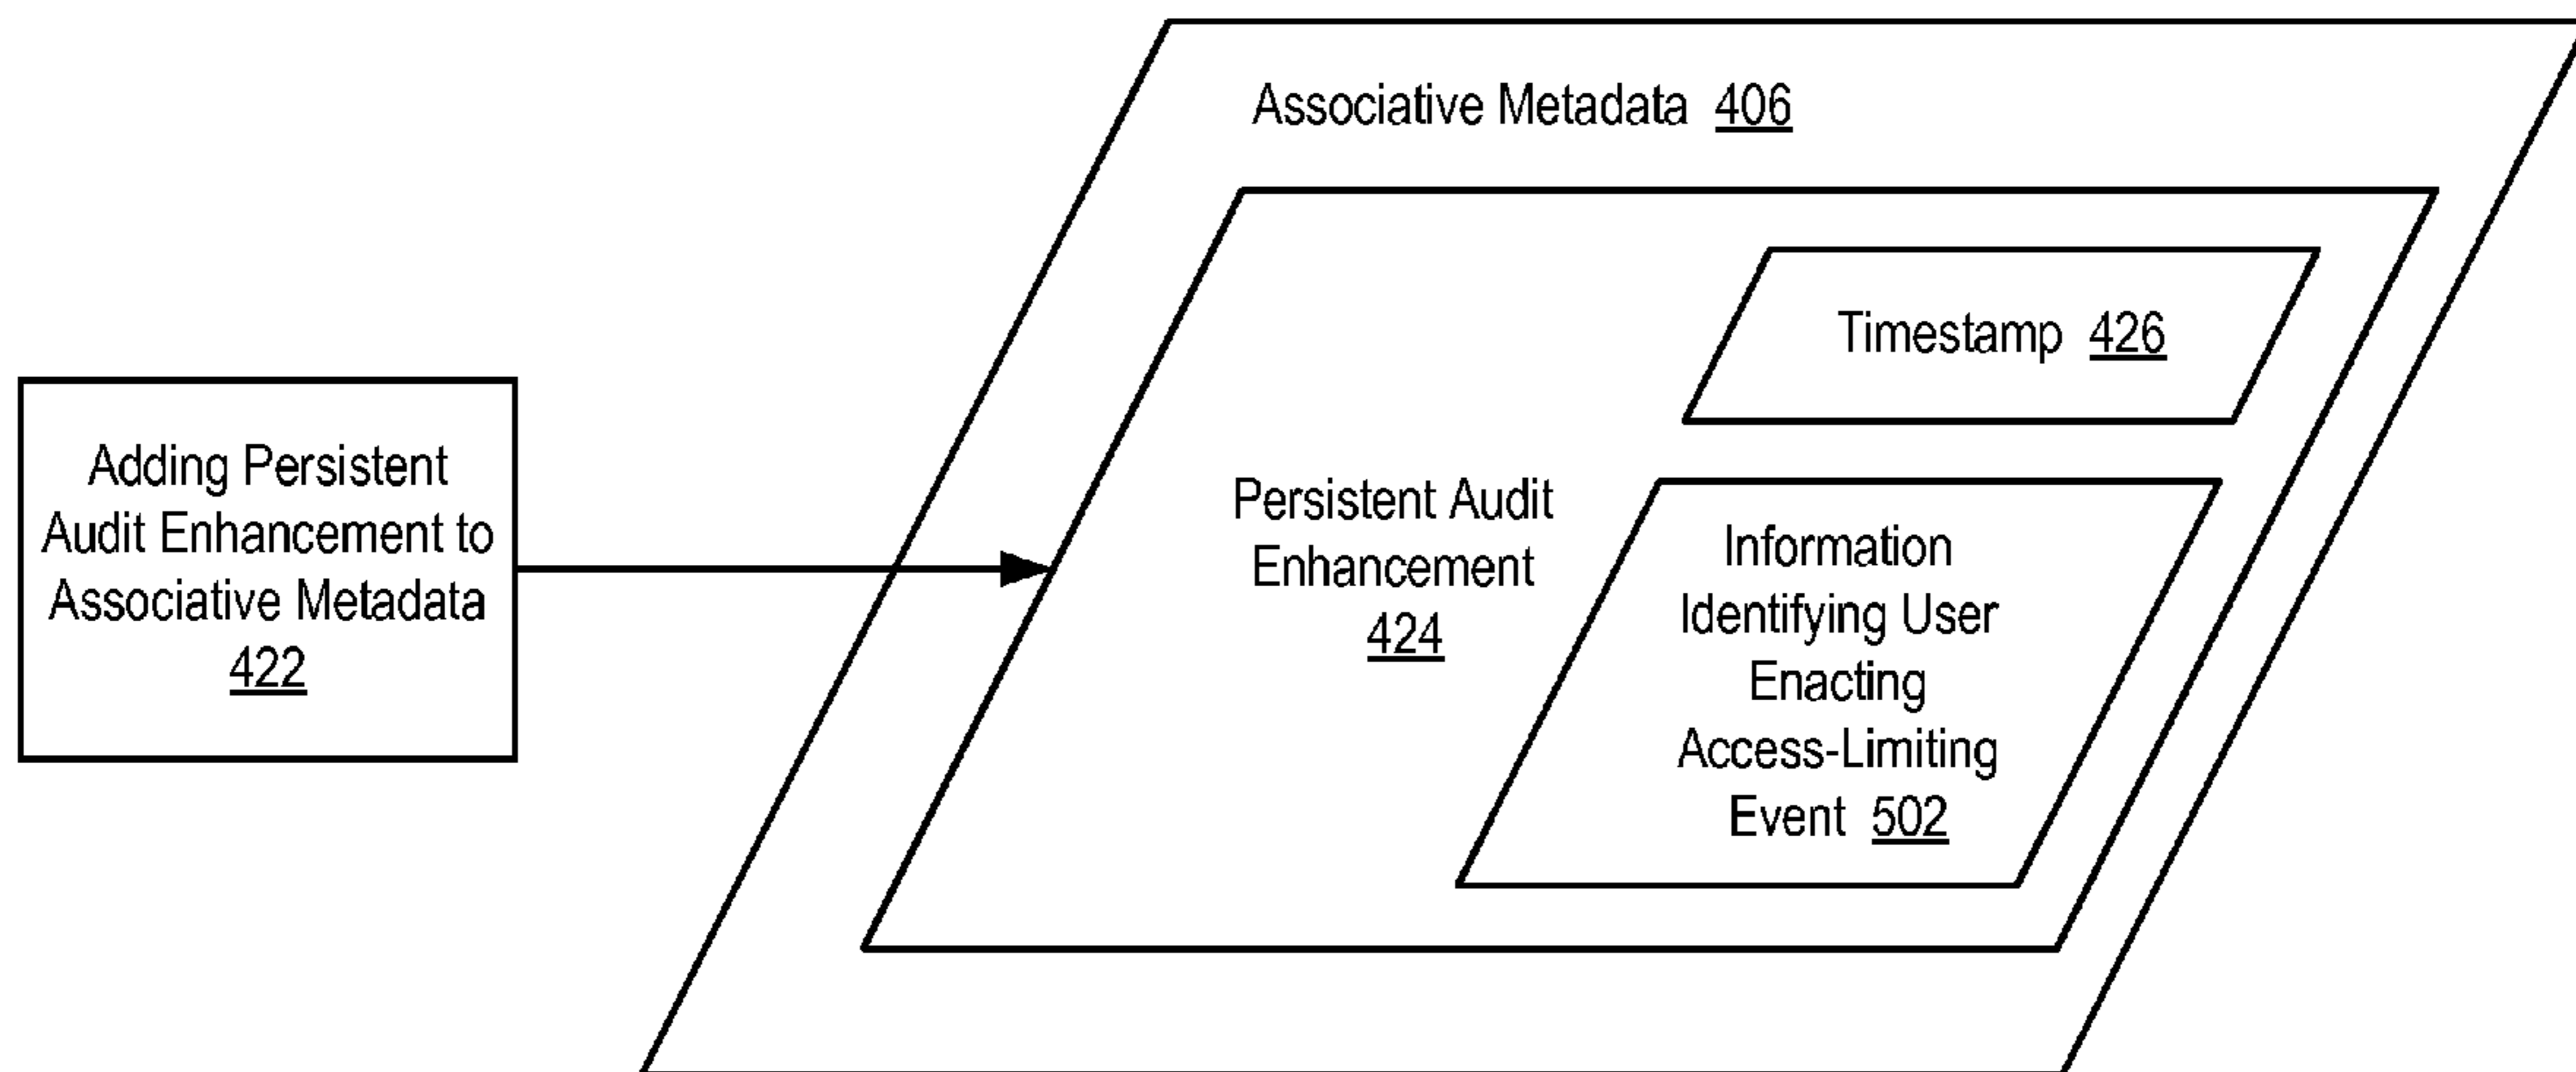 Associative Metadata 406
Timestamp 426
Adding Persistent
Audit Enhancement to
Associative Metadata
422
Persistent Audit
Enhancement
424
Information
Identifying User
Enacting
Access-Limiting
Event 502